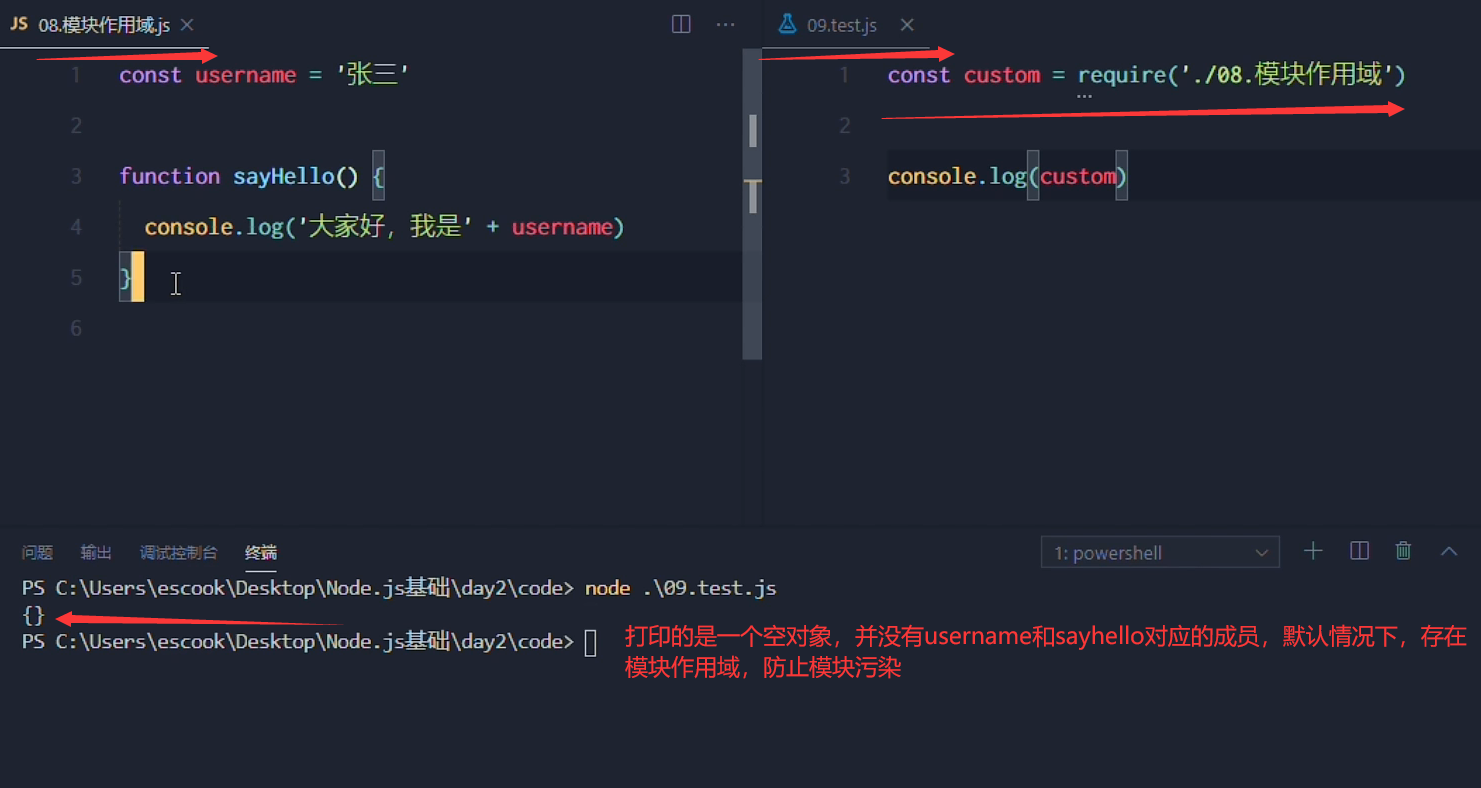 JS 08.模块作用域.js
1 const username = '张三'
2
3 function sayHello() {
4 console.log('大家好，我是' + username)
5 }
6
09.test.js
1 const custom = require('./08.模块作用域')
2
3 console.log(custom)
问题 输出 调试控制台 终端
1: powershell
PS C:\Users\escook\Desktop\Node.js基础\day2\code> node .\09.test.js
{}
PS C:\Users\escook\Desktop\Node.js基础\day2\code>
打印的是一个空对象，并没有username和sayhello对应的成员，默认情况下，存在
模块作用域，防止模块污染